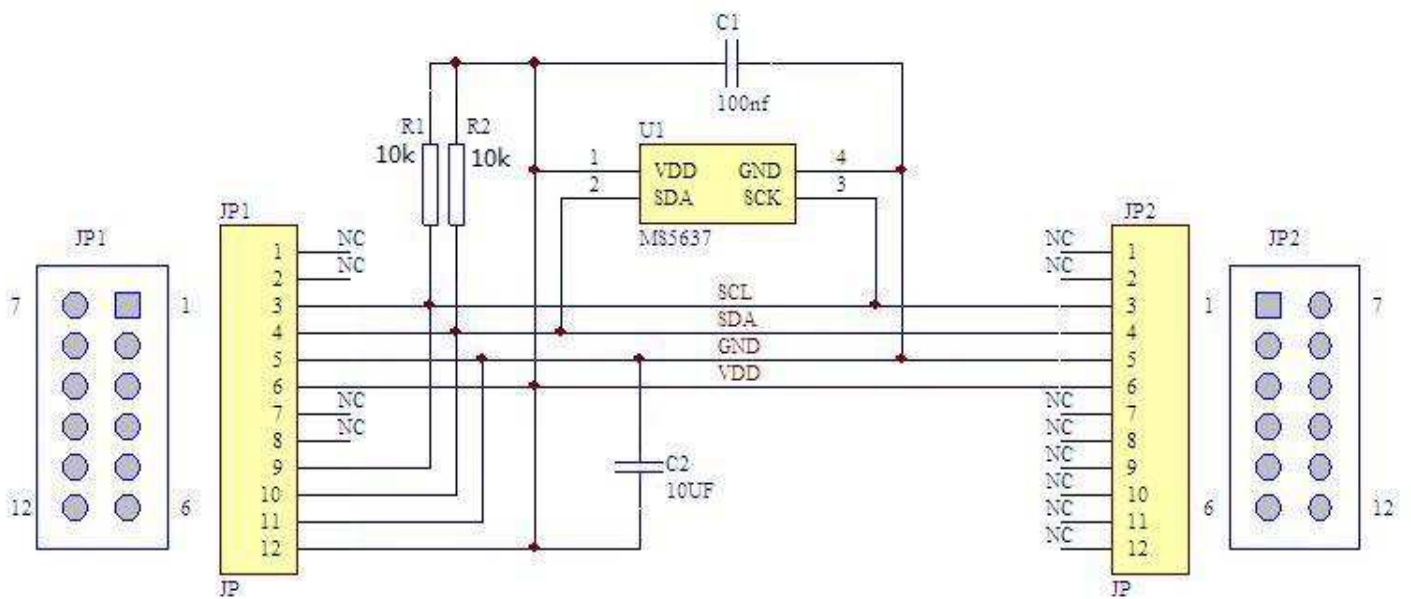 C1
100nf
R1
10k
R2
10k
U1
1
VDD
GND
4
2
SDA
SCK
3
MS5637
JP1
7
1
12
6
JP1
1
NC
2
NC
3
4
5
6
7
NC
8
NC
9
10
11
12
JP
SCL
SDA
GND
VDD
C2
10UF
JP2
NC
1
NC
2
3
4
5
6
NC
7
NC
8
NC
9
NC
10
NC
11
NC
12
JP
JP2
1
7
6
12